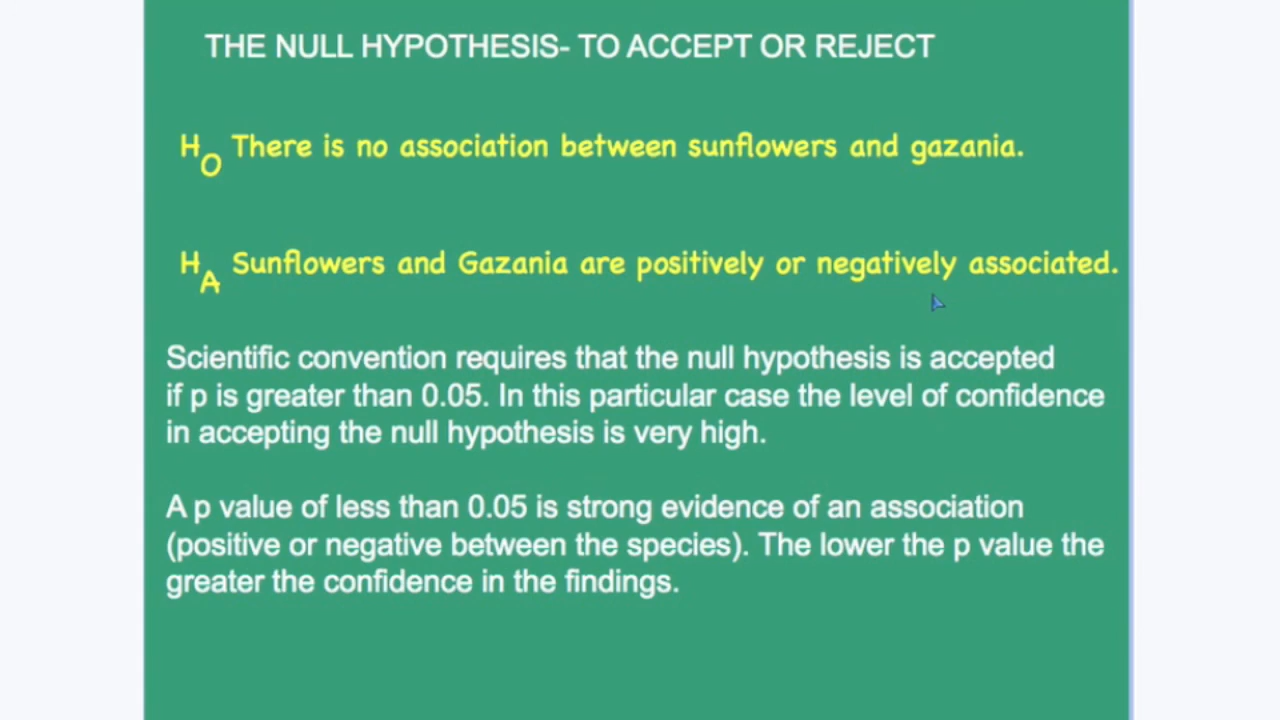 THE NULL HYPOTHESIS- TO ACCEPT OR REJECT
HO There is no association between sunflowers and gazania.
HA Sunflowers and Gazania are positively or negatively associated.
Scientific convention requires that the null hypothesis is accepted
if p is greater than 0.05. In this particular case the level of confidence
in accepting the null hypothesis is very high.
A p value of less than 0.05 is strong evidence of an association
(positive or negative between the species). The lower the p value the
greater the confidence in the findings.